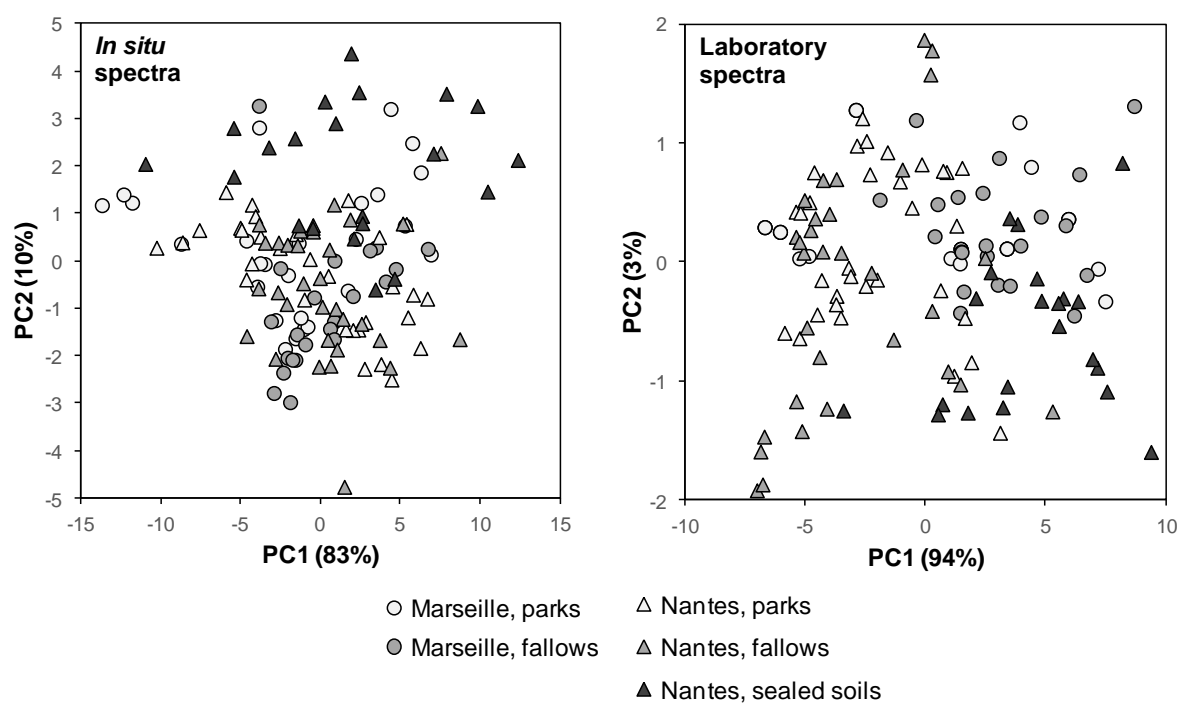 In situ
spectra
5
4
3
2
1
0
-1
-2
-3
-4
-5
PC2 (10%)
-15
-10
-5
0
5
10
15
PC1 (83%)
Laboratory
spectra
2
1
0
-1
-2
PC2 (3%)
-10
-5
0
5
10
PC1 (94%)
Marseille, parks
Marseille, fallows
Nantes, parks
Nantes, fallows
Nantes, sealed soils